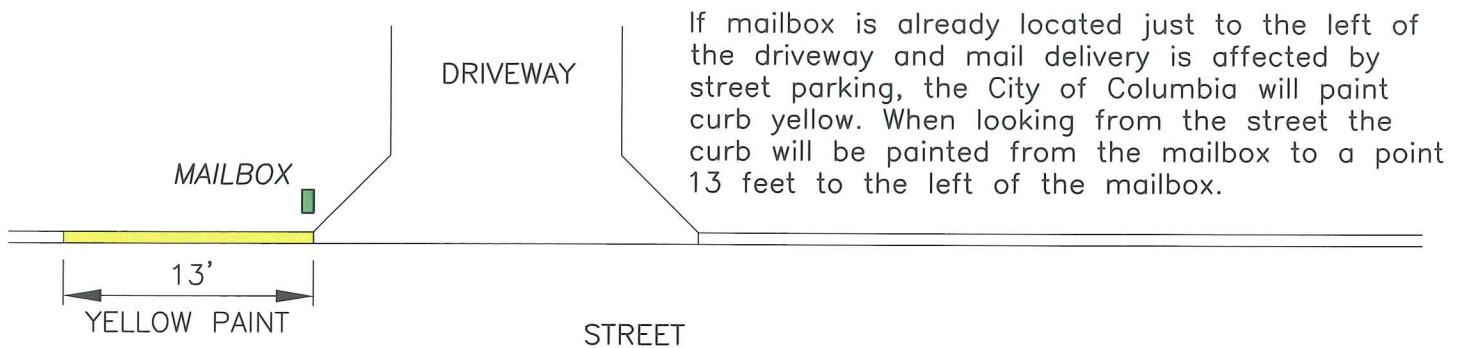 If mailbox is already located just to the left of
the driveway and mail delivery is affected by
street parking, the City of Columbia will paint
curb yellow. When looking from the street the
curb will be painted from the mailbox to a point
13 feet to the left of the mailbox.
DRIVEWAY
MAILBOX
13'
YELLOW PAINT
STREET